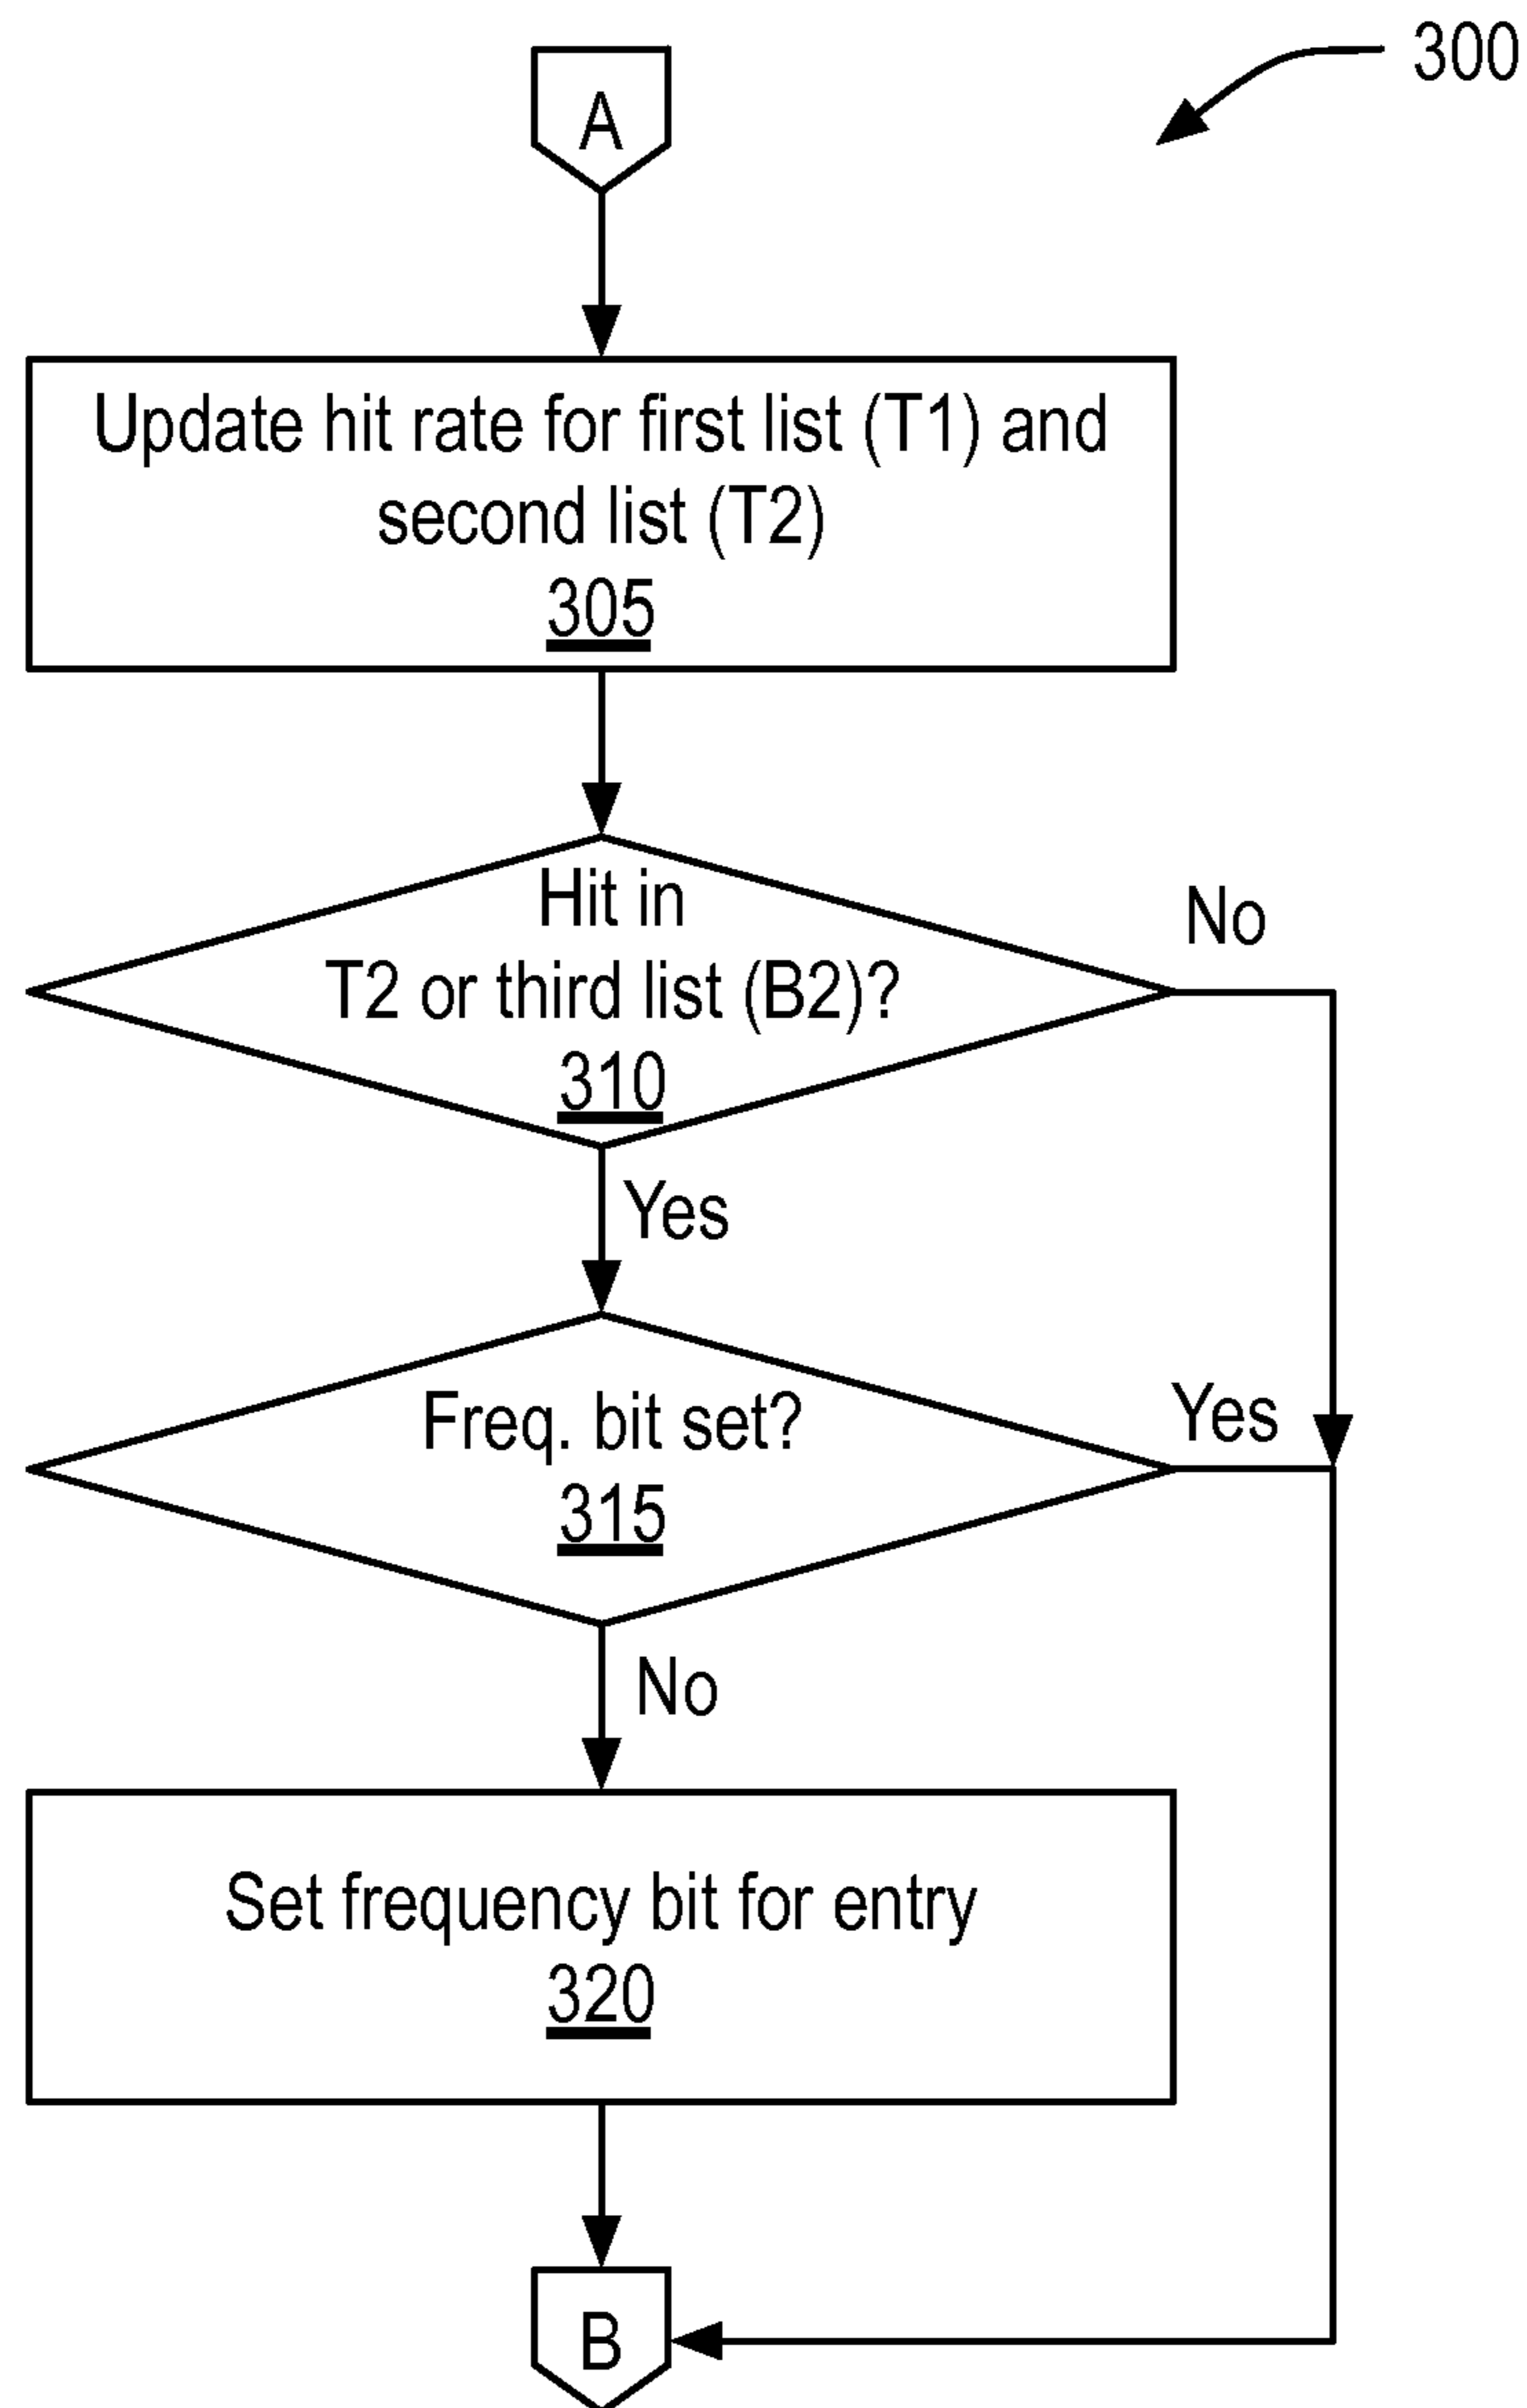 300
A
Update hit rate for first list (T1) and
second list (T2)
305
Hit in
T2 or third list (B2)?
310
No
Yes
Freq. bit set?
315
Yes
No
Set frequency bit for entry
320
B